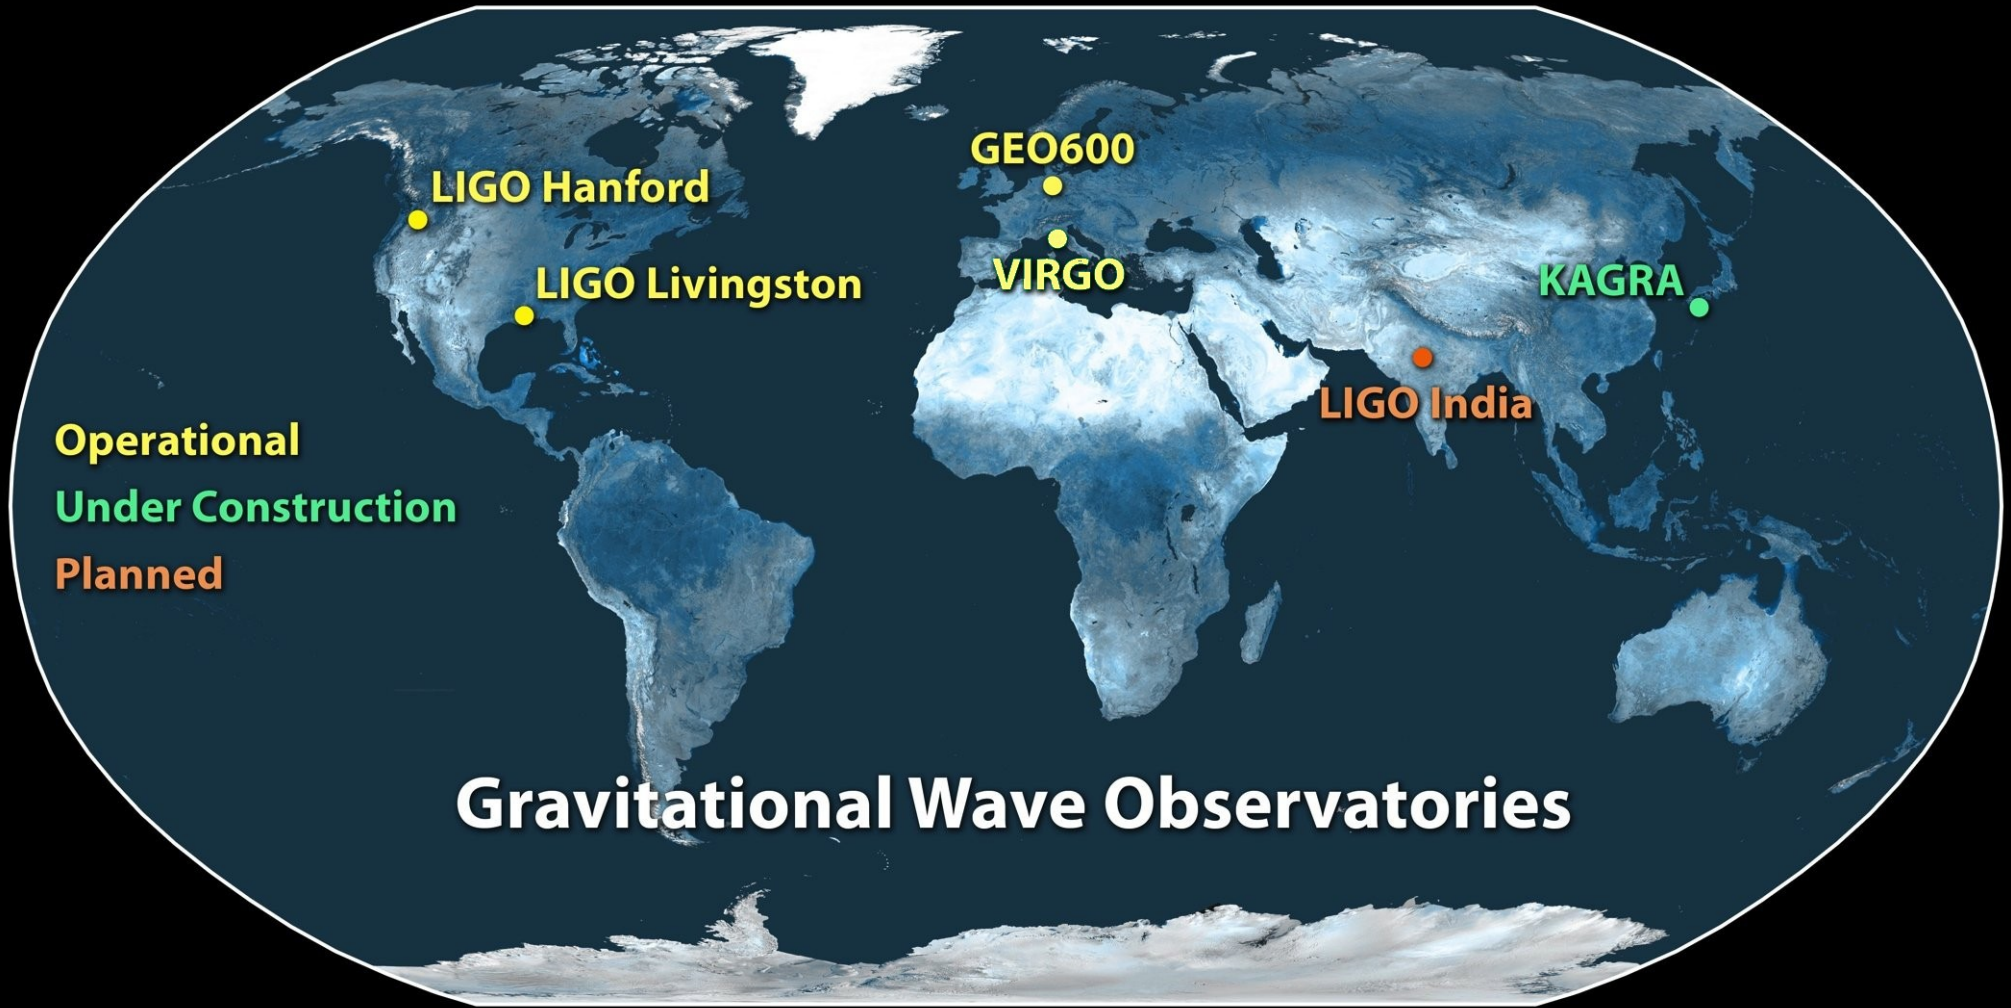 GEO600
LIGO Hanford
VIRGO
LIGO Livingston
KAGRA
LIGO India
Operational
Under Construction
Planned
Gravitational Wave Observatories